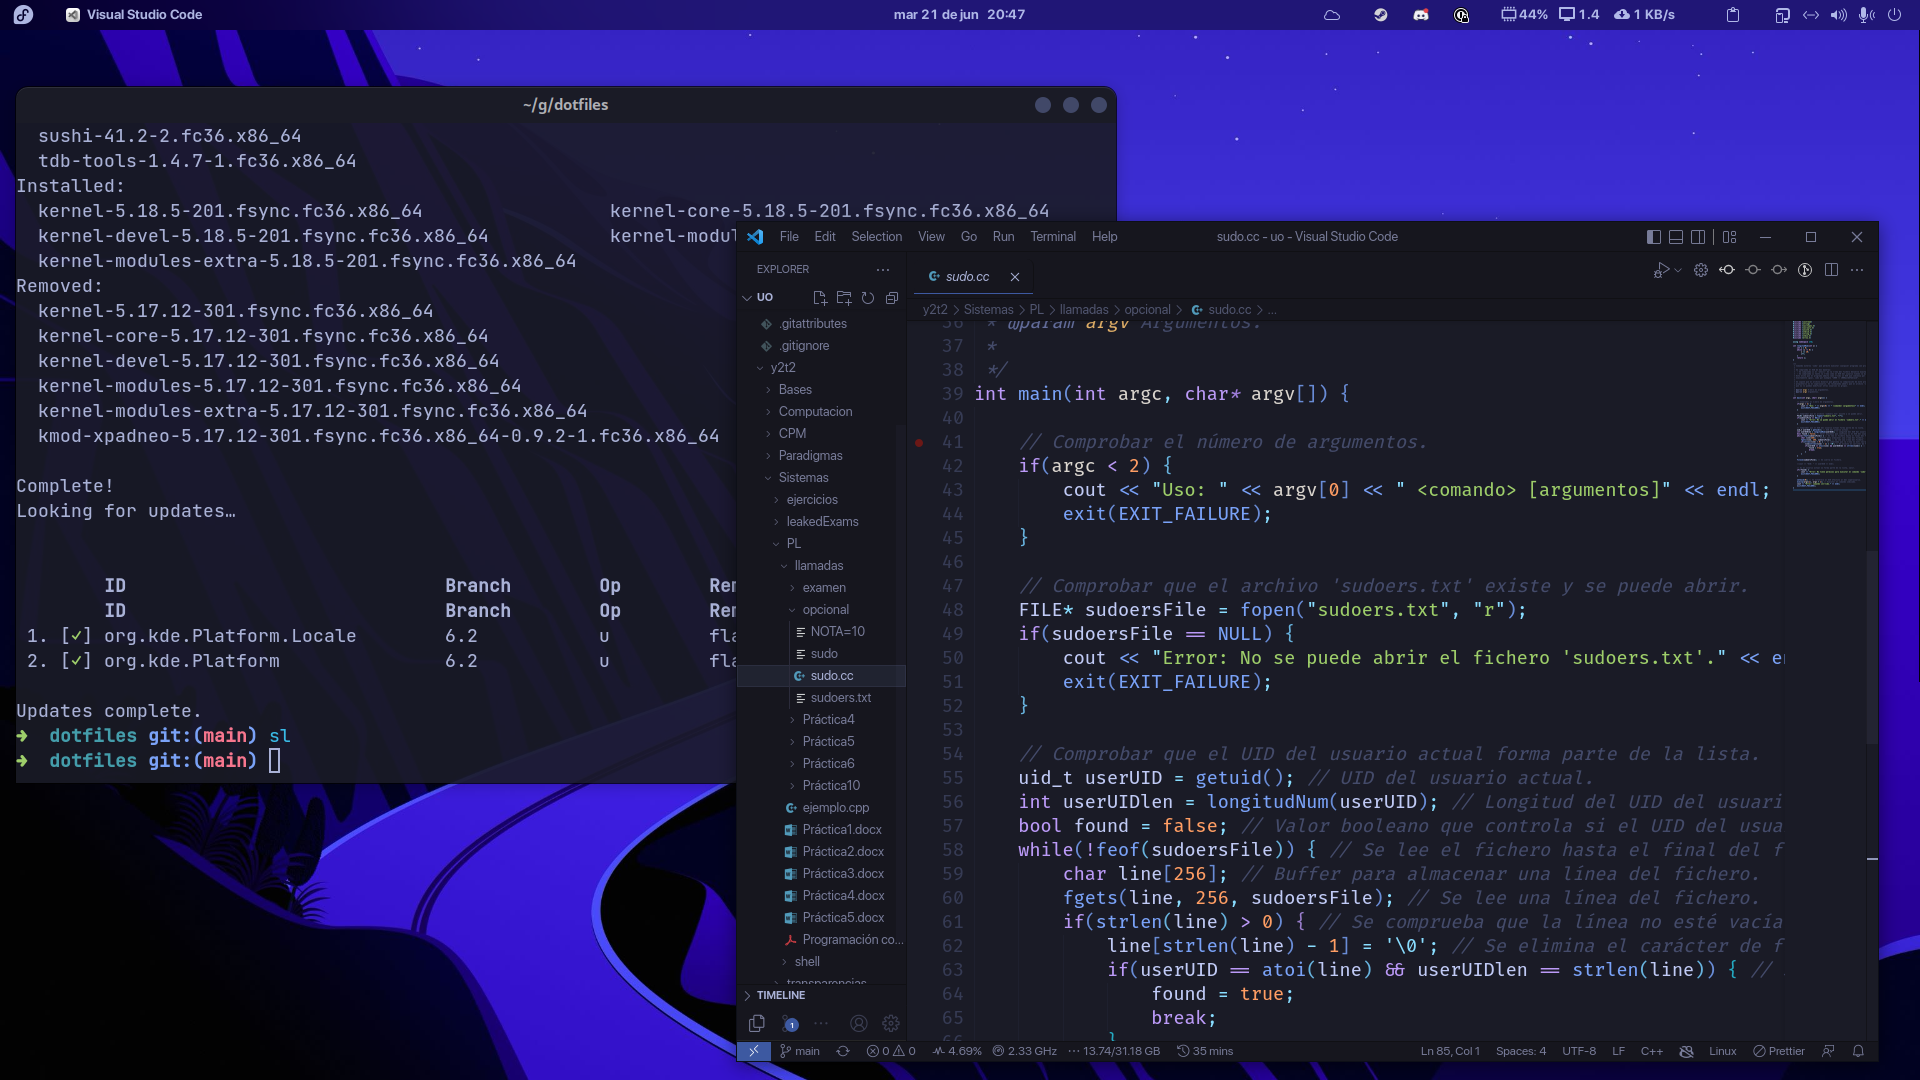 Visual Studio Code
mar 21 de jun 20:47
44% 1.4 1 KB/s
~/g/dotfiles
sushi-41.2-2.fc36.x86_64
tdb-tools-1.4.7-1.fc36.x86_64
Installed:
kernel-5.18.5-201.fsync.fc36.x86_64 kernel-core-5.18.5-201.fsync.fc36.x86_64
kernel-devel-5.18.5-201.fsync.fc36.x86_64 kernel-modul
kernel-modules-extra-5.18.5-201.fsync.fc36.x86_64
Removed:
kernel-5.17.12-301.fsync.fc36.x86_64
kernel-core-5.17.12-301.fsync.fc36.x86_64
kernel-devel-5.17.12-301.fsync.fc36.x86_64
kernel-modules-5.17.12-301.fsync.fc36.x86_64
kernel-modules-extra-5.17.12-301.fsync.fc36.x86_64
kmod-xpadneo-5.17.12-301.fsync.fc36.x86_64-0.9.2-1.fc36.x86_64
Complete!
Looking for updates…
ID Branch Op Rem
ID Branch Op Rem
1. [✓] org.kde.Platform.Locale 6.2 u fla
2. [✓] org.kde.Platform 6.2 u fla
Updates complete.
➜ dotfiles git:(main) sl
➜ dotfiles git:(main)
File Edit Selection View Go Run Terminal Help
sudo.cc - uo - Visual Studio Code
EXPLORER ···
UO
.gitattributes
.gitignore
y2t2
Bases
Computacion
CPM
Paradigmas
Sistemas
ejercicios
leakedExams
PL
llamadas
examen
opcional
NOTA=10
sudo
sudo.cc
sudoers.txt
Práctica4
Práctica5
Práctica6
Práctica10
ejemplo.cpp
Práctica1.docx
Práctica2.docx
Práctica3.docx
Práctica4.docx
Práctica5.docx
Programación co...
shell
transparencias
TIMELINE
1
sudo.cc
y2t2 > Sistemas > PL > llamadas > opcional > sudo.cc > ...
36 * @param argv Argumentos.
37 *
38 */
39 int main(int argc, char* argv[]) {
40
41 // Comprobar el número de argumentos.
42 if(argc < 2) {
43 cout << "Uso: " << argv[0] << " <comando> [argumentos]" << endl;
44 exit(EXIT_FAILURE);
45 }
46
47 // Comprobar que el archivo 'sudoers.txt' existe y se puede abrir.
48 FILE* sudoersFile = fopen("sudoers.txt", "r");
49 if(sudoersFile == NULL) {
50 cout << "Error: No se puede abrir el fichero 'sudoers.txt'." << en
51 exit(EXIT_FAILURE);
52 }
53
54 // Comprobar que el UID del usuario actual forma parte de la lista.
55 uid_t userUID = getuid(); // UID del usuario actual.
56 int userUIDlen = longitudNum(userUID); // Longitud del UID del usuari
57 bool found = false; // Valor booleano que controla si el UID del usua
58 while(!feof(sudoersFile)) { // Se lee el fichero hasta el final del f
59 char line[256]; // Buffer para almacenar una línea del fichero.
60 fgets(line, 256, sudoersFile); // Se lee una línea del fichero.
61 if(strlen(line) > 0) { // Se comprueba que la línea no esté vacía
62 line[strlen(line) - 1] = '\0'; // Se elimina el carácter de f
63 if(userUID == atoi(line) && userUIDlen == strlen(line)) { //
64 found = true;
65 break;
66 }
main 0 0 4.69% 2.33 GHz 13.74/31.18 GB 35 mins
Ln 85, Col 1 Spaces: 4 UTF-8 LF C++ Linux Prettier